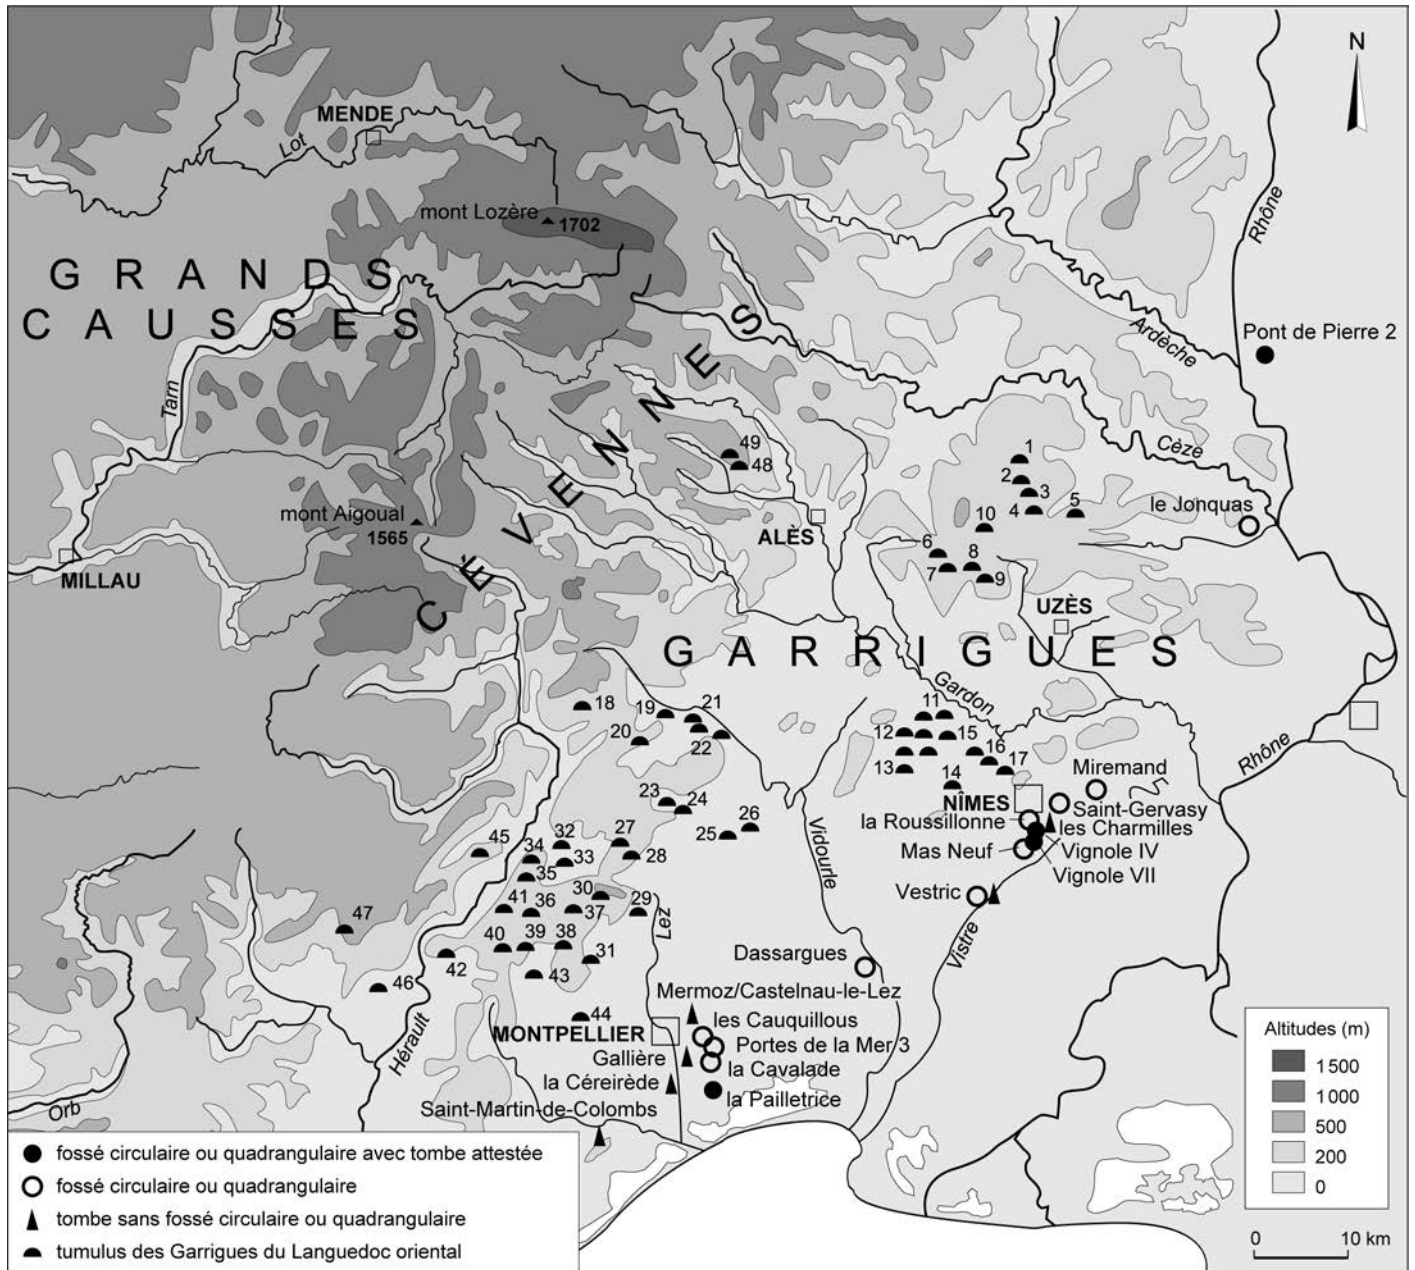 N
MENDE
Lot
mont Lozère
1702
Rhône
GRANDS
CAUSSES
Tarn
Ardèche
Pont de Pierre 2
CÉVENNES
49
48
1
2
3
4
5
Cèze
le Jonquas
10
mont Aigoual
1565
ALÈS
6
7
8
9
MILLAU
UZÈS
GARRIGUES
Gardon
18
19
21
20
22
11
12
15
16
17
13
14
Rhône
Miremand
NÎMES
Saint-Gervasy
la Roussillonne
les Charmilles
Mas Neuf
Vignole IV
Vignole VII
23
24
25
26
Vidourle
45
34
32
27
33
28
35
30
41
36
37
29
Lez
Vestric
47
40
39
38
31
42
43
46
Vistre
Dassargues
Mermoz/Castelnau-le-Lez
44
les Cauquillous
MONTPELLIER
Portes de la Mer 3
Gallière
la Cavalade
la Céreirède
la Pailletrice
Saint-Martin-de-Colombs
Hérault
Orb
fossé circulaire ou quadrangulaire avec tombe attestée
fossé circulaire ou quadrangulaire
tombe sans fossé circulaire ou quadrangulaire
tumulus des Garrigues du Languedoc oriental
Altitudes (m)
1 500
1 000
500
200
0
0 10 km